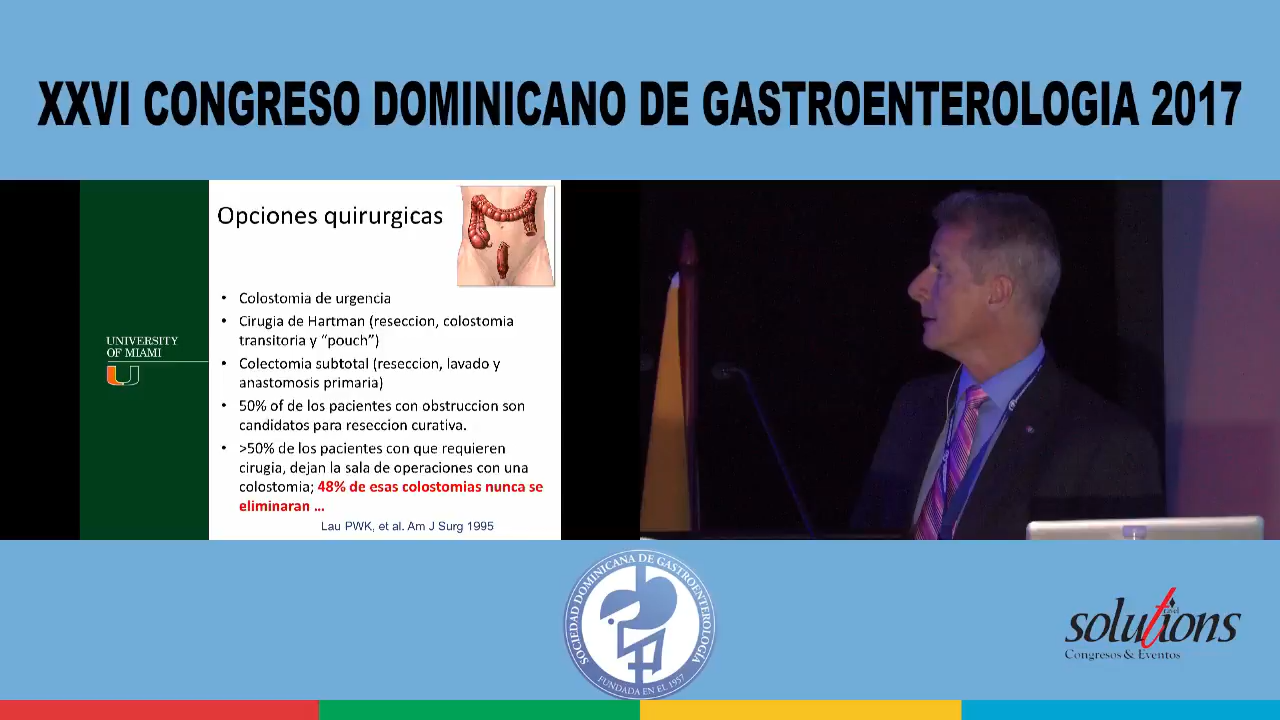 XXVI CONGRESO DOMINICANO DE GASTROENTEROLOGIA 2017
Opciones quirurgicas
UNIVERSITY
OF MIAMI
• Colostomia de urgencia
• Cirugia de Hartman (reseccion, colostomia
transitoria y “pouch”)
• Colectomia subtotal (reseccion, lavado y
anastomosis primaria)
• 50% of de los pacientes con obstruccion son
candidatos para reseccion curativa.
• >50% de los pacientes con que requieren
cirugia, dejan la sala de operaciones con una
colostomia; 48% de esas colostomias nunca se
eliminaran ...
Lau PWK, et al. Am J Surg 1995
SOCIEDAD DOMINICANA DE GASTROENTEROLOGÍA
FUNDADA EN EL 1957
solutions
travel
Congresos & Eventos